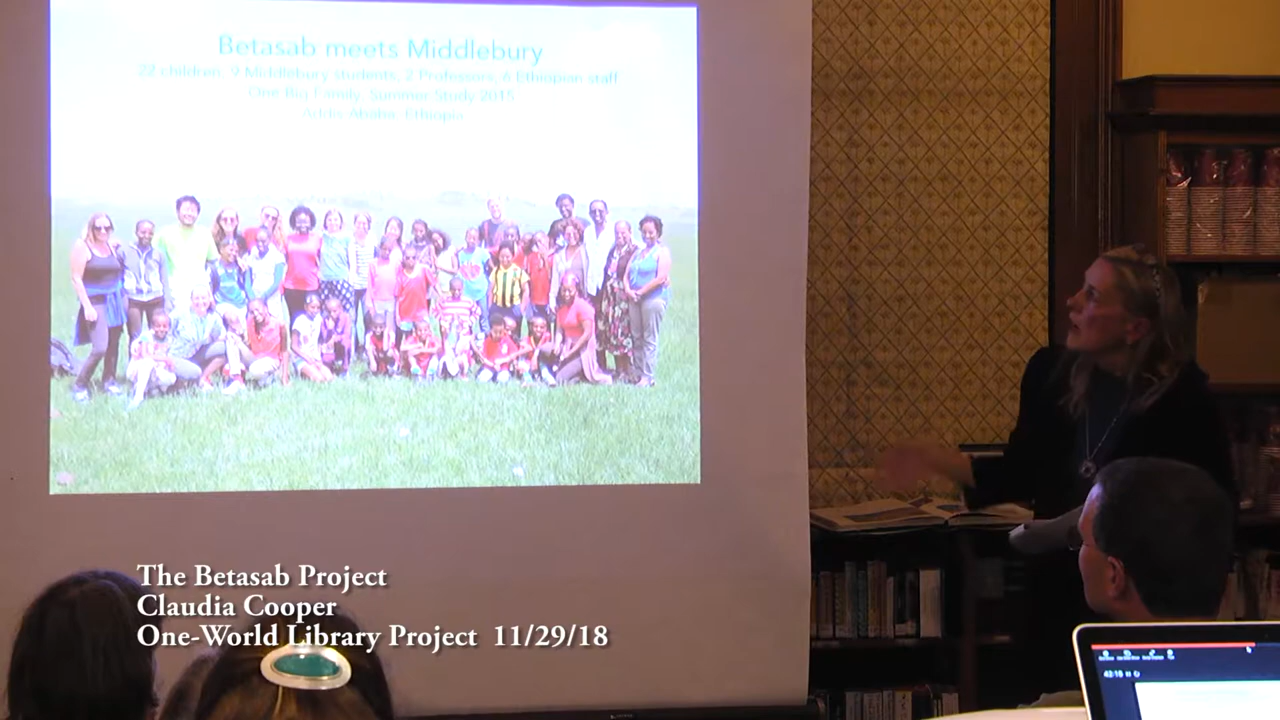 Betasab meets Middlebury
22 children, 9 Middlebury students, 2 Professors, 6 Ethiopian staff
One Big Family, Summer Study 2015
Addis Ababa, Ethiopia
The Betasab Project
Claudia Cooper
One-World Library Project 11/29/18